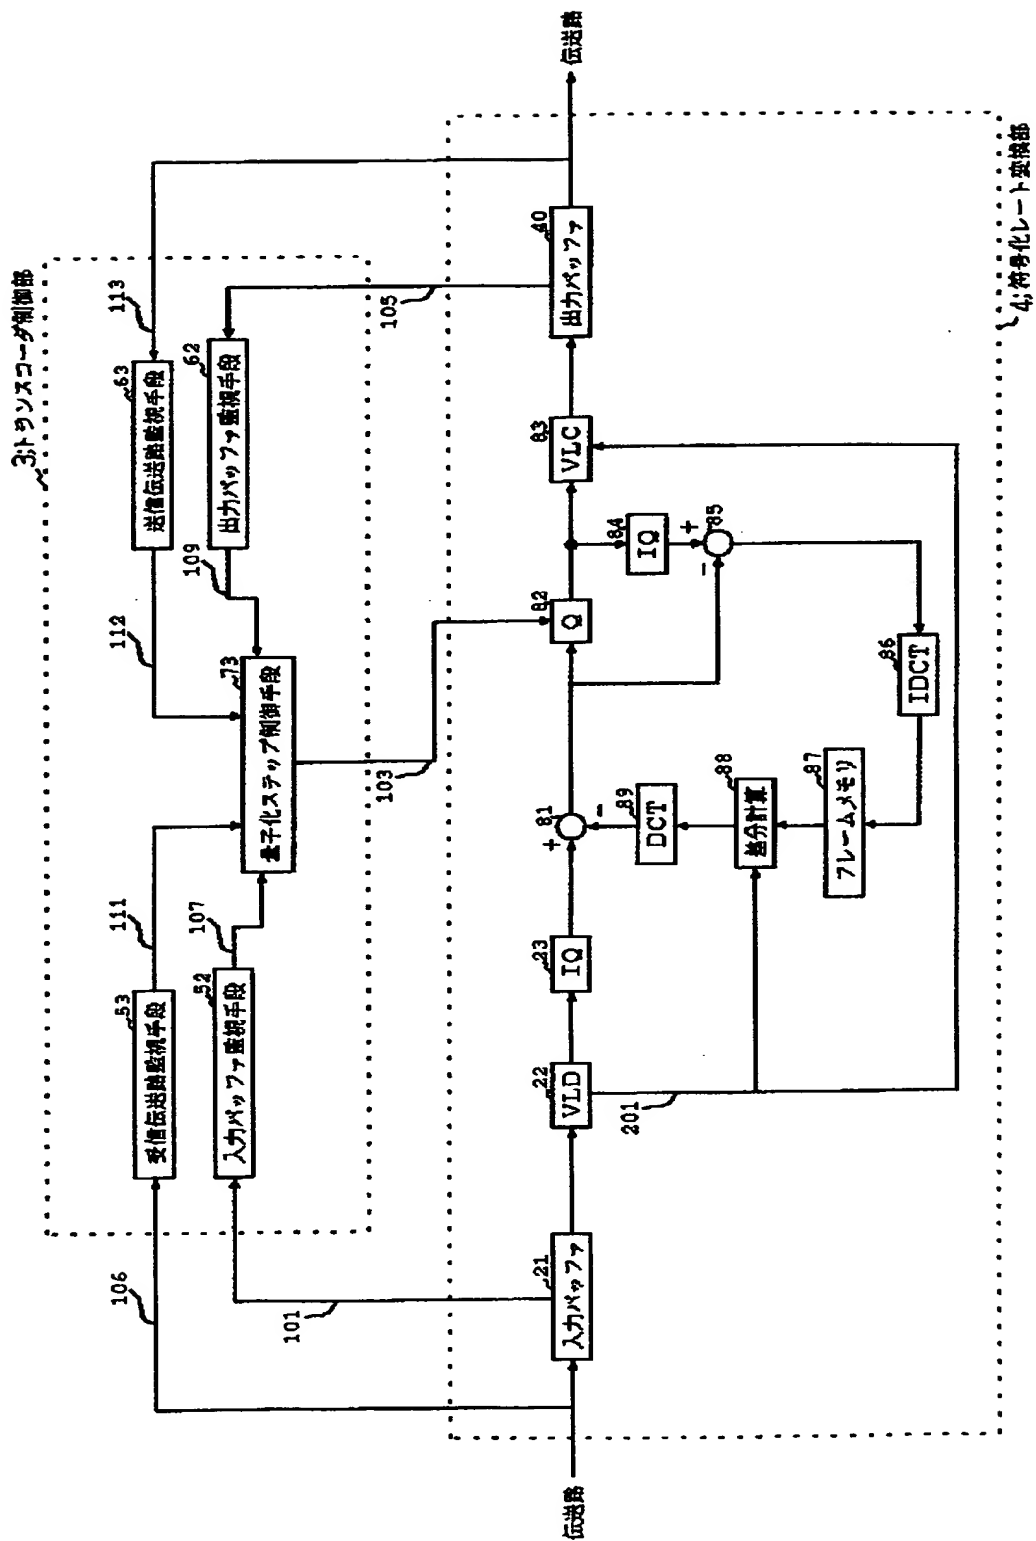 3;トランスコーダ制御部
106
53
受信伝送路監視手段
111
112
63
送信伝送路監視手段
113
52
入力バッファ監視手段
107
73
量子化ステップ制御手段
109
62
出力バッファ監視手段
101
103
105
伝送路
21
入力バッファ
22
VLD
23
IQ
81
+
-
82
Q
83
VLC
40
出力バッファ
伝送路
201
89
DCT
84
IQ
+
-
85
88
差分計算
87
フレームメモリ
86
IDCT
4;符号化レート変換部